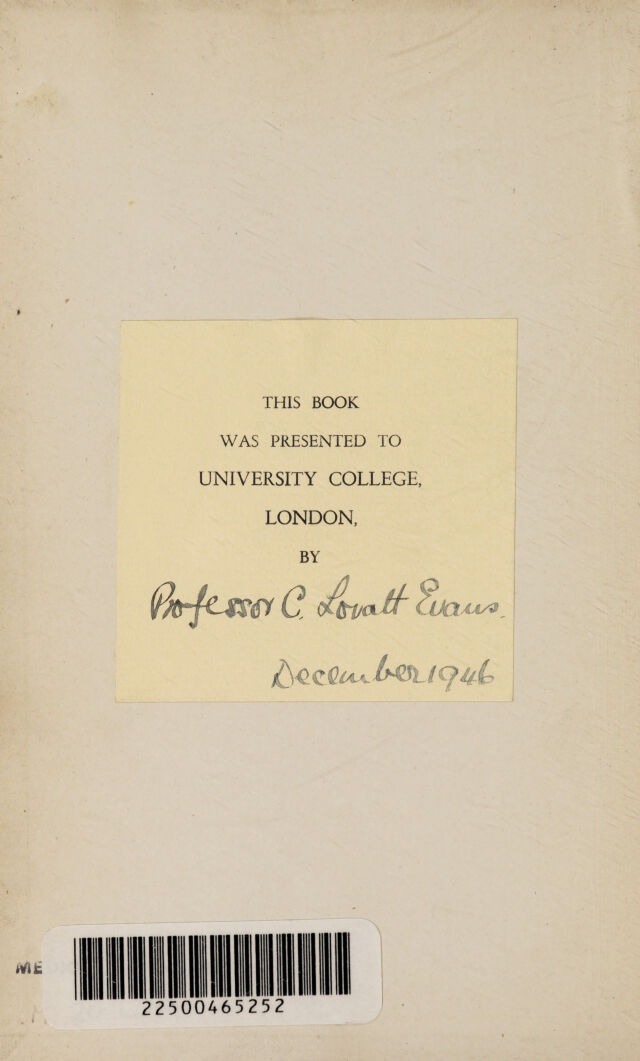 THIS BOOK
WAS PRESENTED TO
UNIVERSITY COLLEGE,
LONDON,
BY
Professor C. Lovatt Evans.
December 1946
ME
22500465252